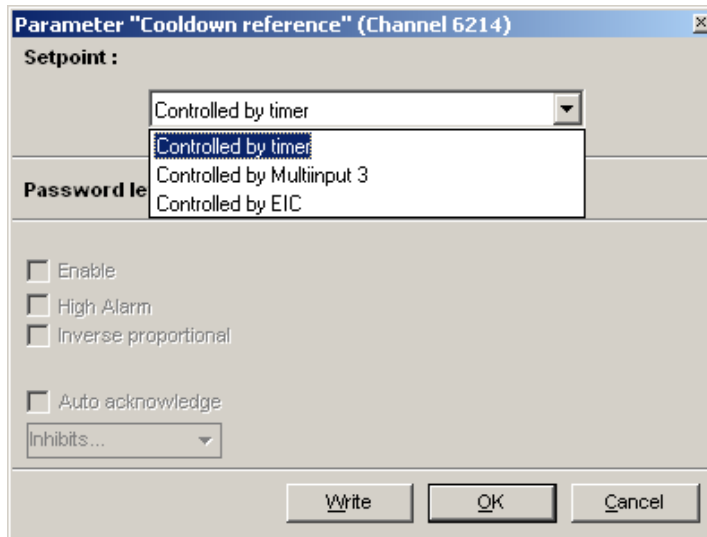 Parameter "Cooldown reference" (Channel 6214)
Setpoint :
Controlled by timer
Controlled by timer
Controlled by Multiinput 3
Controlled by EIC
Password le
Enable
High Alarm
Inverse proportional
Auto acknowledge
Inhibits...
Write
OK
Cancel